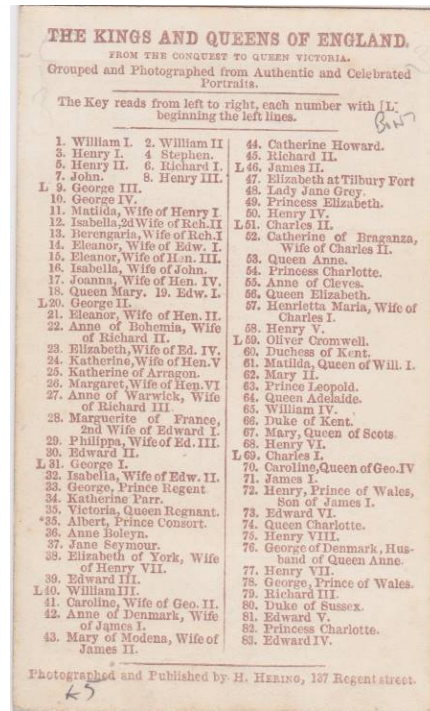 THE KINGS AND QUEENS OF ENGLAND.
FROM THE CONQUEST TO QUEEN VICTORIA.
Grouped and Photographed from Authentic and Celebrated
Portraits.
The Key reads from left to right, each number with [L]
beginning the left lines.
1. William I. 2. William II
3. Henry I. 4 Stephen.
5. Henry II. 6. Richard I.
7. John. 8. Henry III.
L 9. George III.
10. George IV.
11. Matilda, Wife of Henry I.
12. Isabella, 2d Wife of Rch. II
13. Berengaria, Wife of Rch. I
14. Eleanor, Wife of Edw. I.
15. Eleanor, Wife of Hen. III.
16. Isabella, Wife of John.
17. Joanna, Wife of Hen. IV.
18. Queen Mary. 19. Edw. I.
L20. George II.
21. Eleanor, Wife of Hen. II.
22. Anne of Bohemia, Wife
of Richard II.
23. Elizabeth, Wife of Ed. IV.
24. Katherine, Wife of Hen. V
25. Katherine of Arragon.
26. Margaret, Wife of Hen. VI
27. Anne of Warwick, Wife
of Richard III
28. Marguerite of France,
2nd Wife of Edward I.
29. Philippa, Wife of Ed. III.
30. Edward II.
L 31. George I.
32. Isabella, Wife of Edw. II.
33. George, Prince Regent
34. Katherine Parr.
35. Victoria, Queen Regnant.
*35. Albert, Prince Consort.
36. Anne Boleyn.
37. Jane Seymour.
38. Elizabeth of York, Wife
of Henry VII.
39. Edward III.
L40. William III.
41. Caroline, Wife of Geo. II.
42. Anne of Denmark, Wife
of James I.
43. Mary of Modena, Wife of
James II.
44. Catherine Howard.
45. Richard II.
L46. James II.
47. Elizabeth at Tilbury Fort
48. Lady Jane Grey.
49. Princess Elizabeth.
50. Henry IV.
L51. Charles II.
52. Catherine of Braganza,
Wife of Charles II.
53. Queen Anne.
54. Princess Charlotte.
55. Anne of Cleves.
56. Queen Elizabeth.
57. Henrietta Maria, Wife of
Charles I.
58. Henry V.
L59. Oliver Cromwell.
60. Duchess of Kent.
61. Matilda, Queen of Will. I.
62. Mary II.
63. Prince Leopold.
64. Queen Adelaide.
65. William IV.
66. Duke of Kent.
67. Mary, Queen of Scots
68. Henry VI.
L69. Charles I.
70. Caroline, Queen of Geo. IV
71. James I.
72. Henry, Prince of Wales,
Son of James I.
73. Edward VI.
74. Queen Charlotte.
75. Henry VIII.
76. George of Denmark, Hus-
band of Queen Anne.
77. Henry VII.
78. George, Prince of Wales.
79. Richard III.
80. Duke of Sussex.
81. Edward V.
82. Princess Charlotte.
83. Edward IV.
Photographed and Published by H. HERING, 137 Regent street.